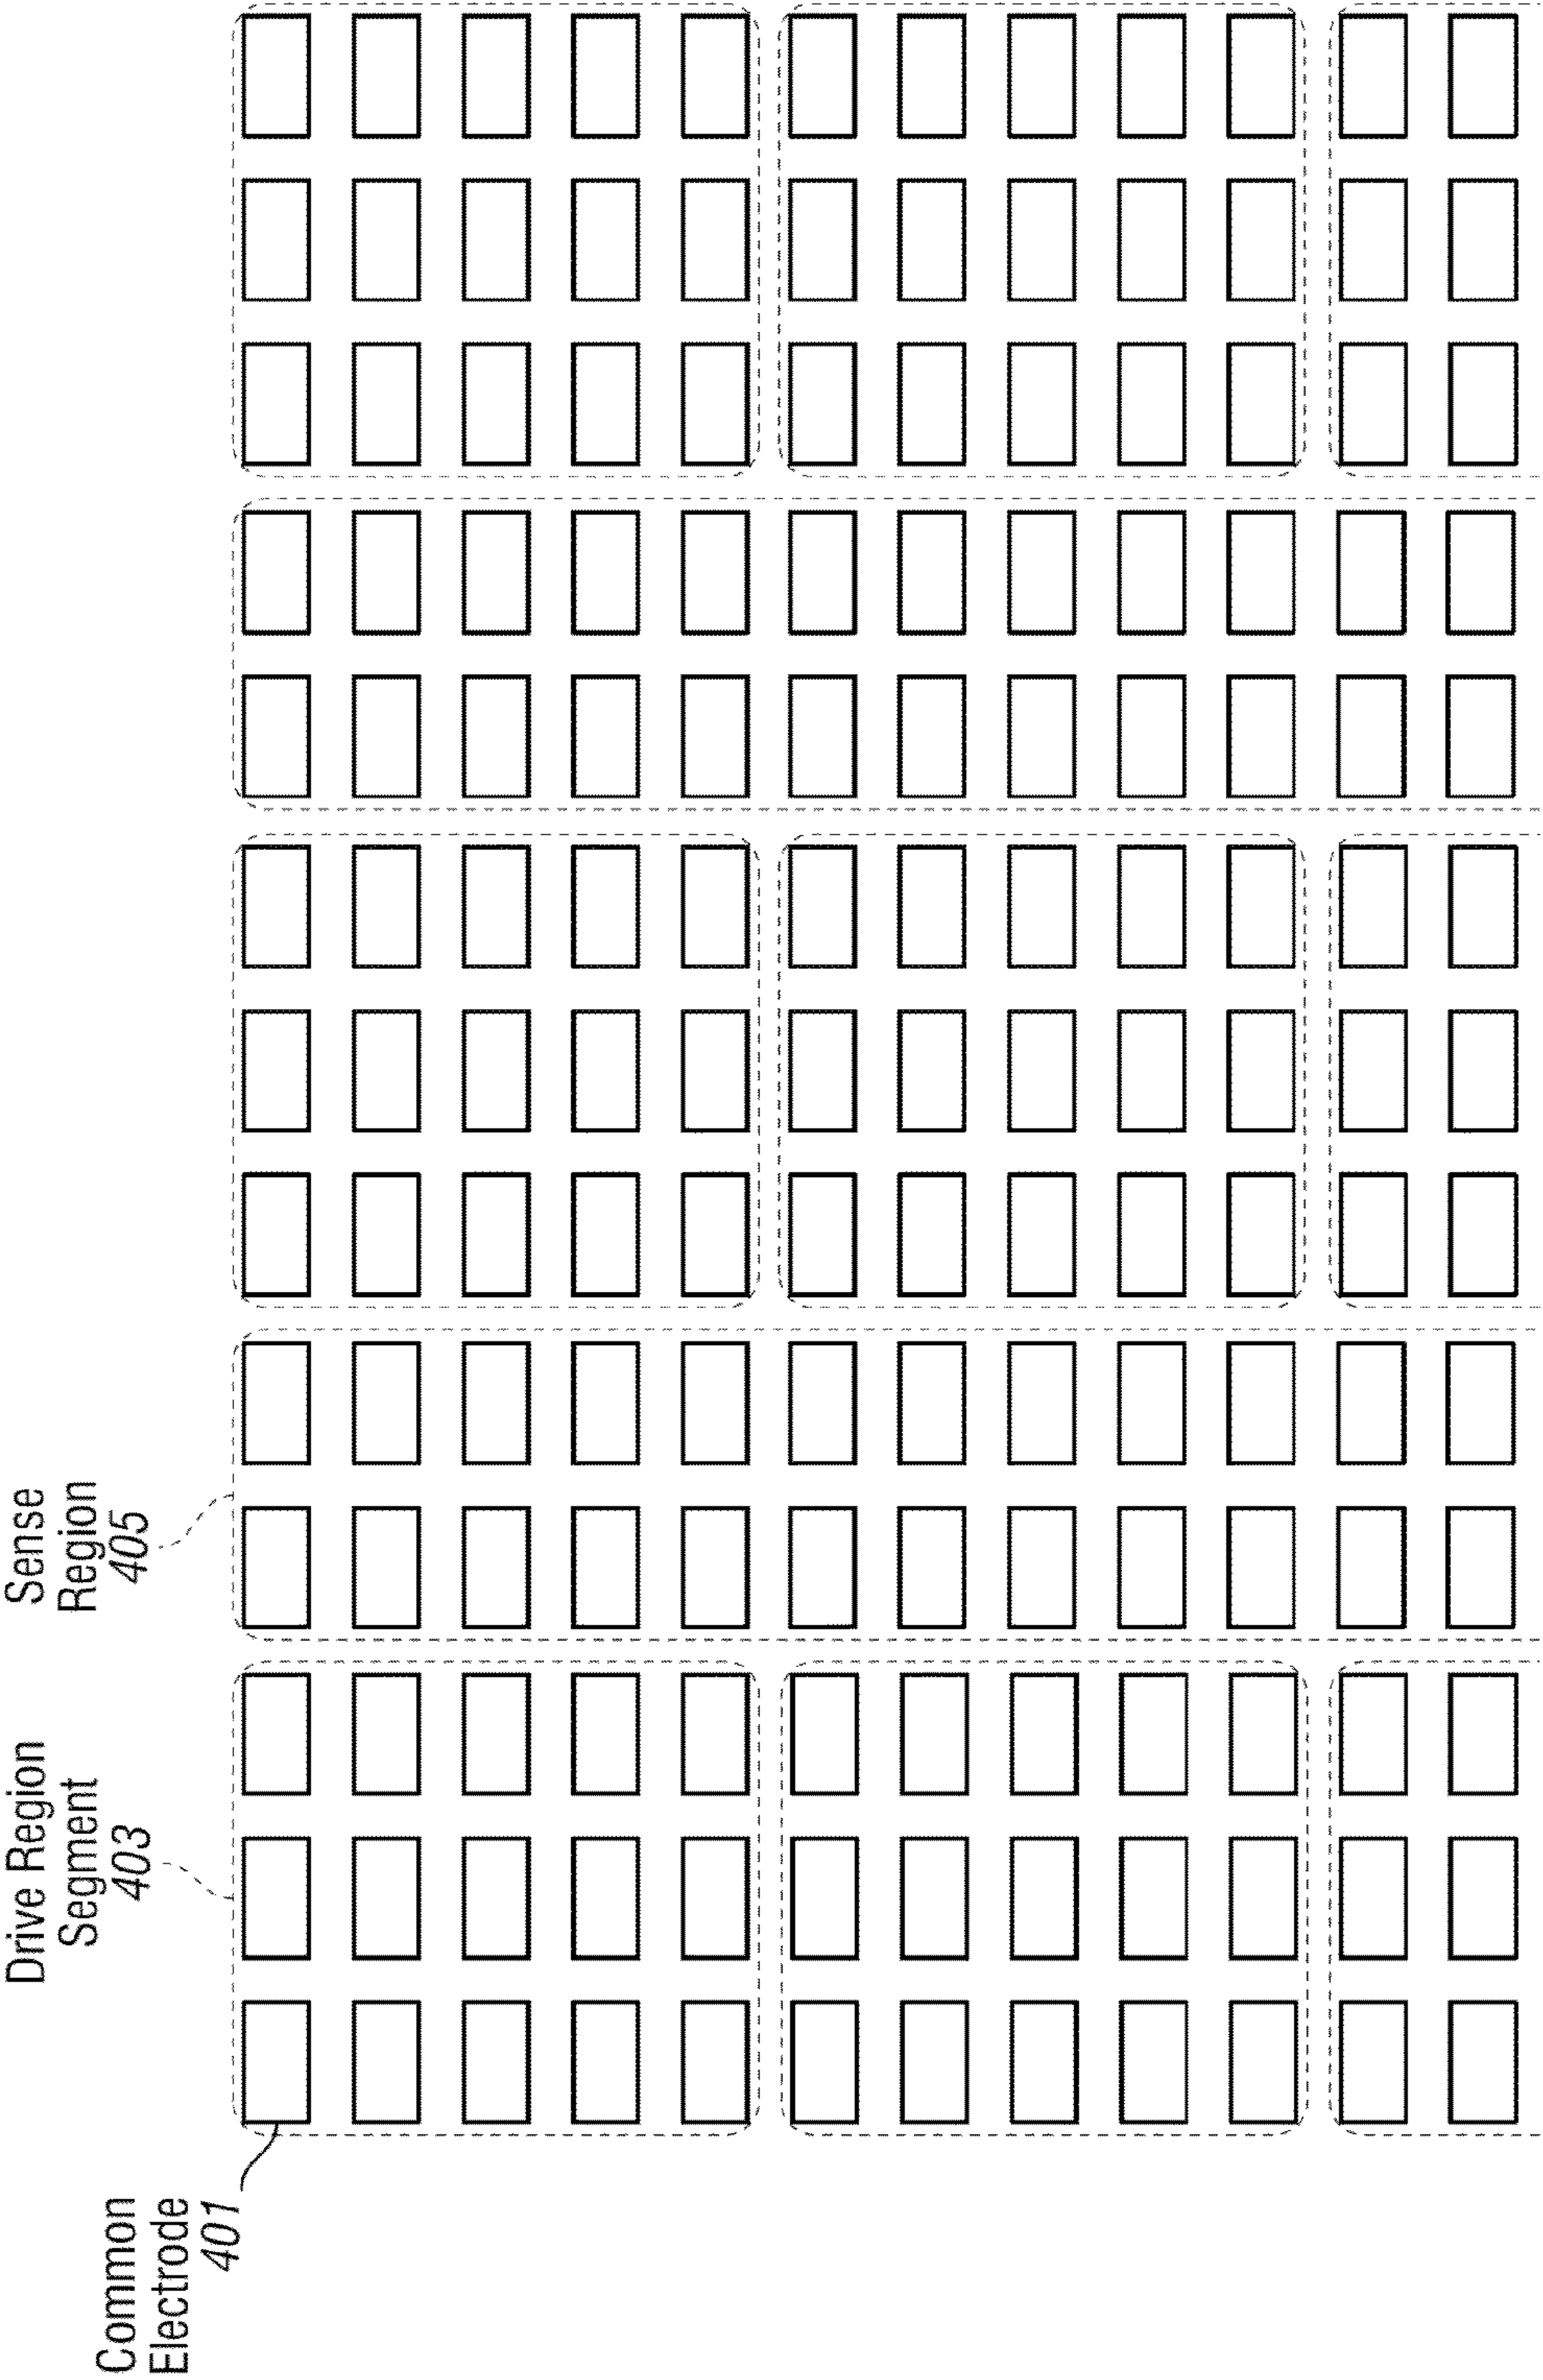 Common
Electrode
401
Drive Region
Segment
403
Sense
Region
405